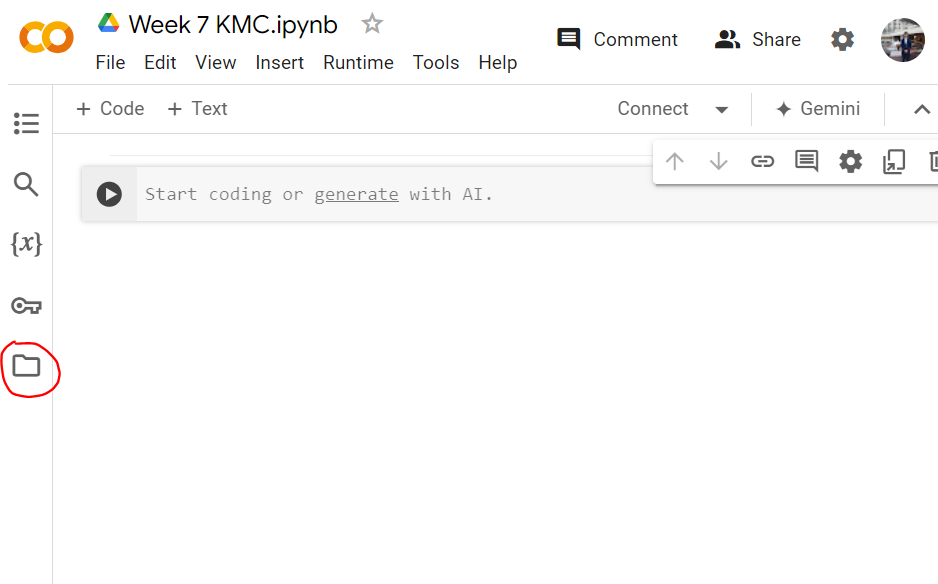 Week 7 KMC.ipynb
Comment
Share
File Edit View Insert Runtime Tools Help
+ Code + Text
Connect
Gemini
Start coding or generate with AI.
{x}